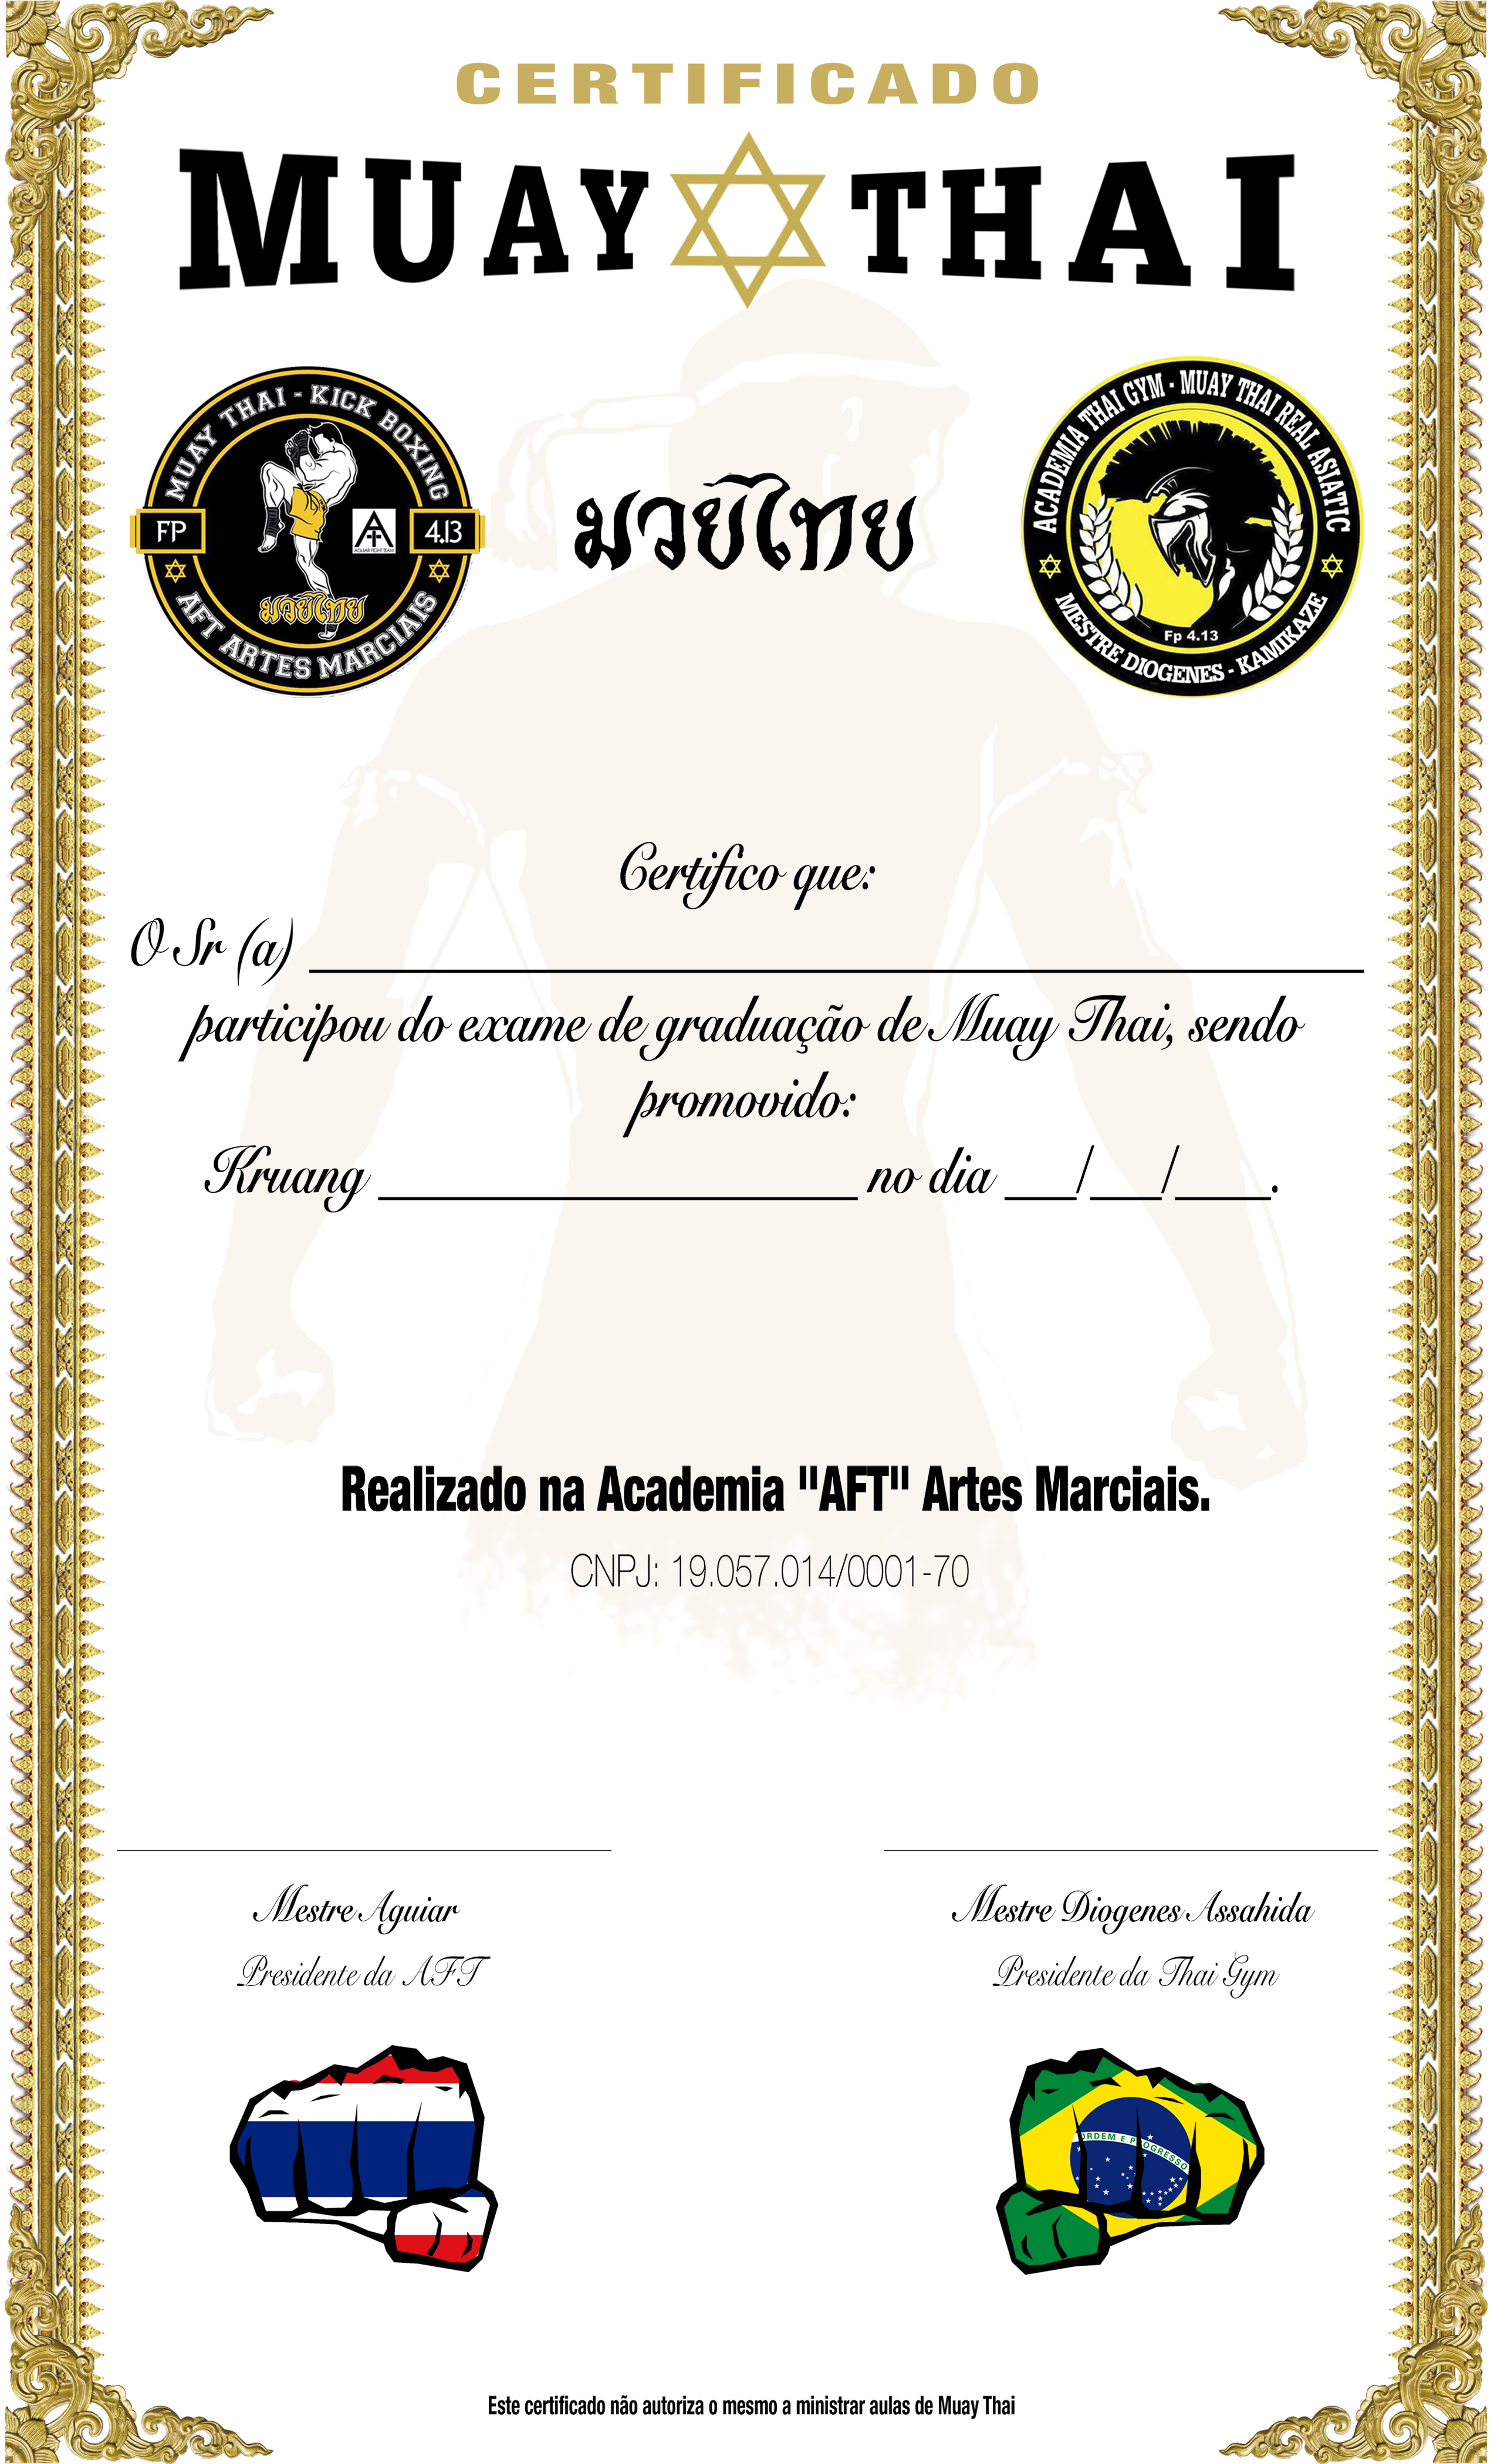 CERTIFICADO
MUAY THAI
MUAY THAI - KICK BOXING
FP
AGUIAR FIGHT TEAM
4.13
มวยไทย
AFT ARTES MARCIAIS
มวยไทย
ACADEMIA THAI GYM - MUAY THAI REAL ASIATIC
Fp 4.13
MESTRE DIOGENES - KAMIKAZE
Certifico que:
O Sr (a) ____________________
participou do exame de graduação de Muay Thai, sendo
promovido:
Kruang ____________________ no dia ___/___/____.
Realizado na Academia "AFT" Artes Marciais.
CNPJ: 19.057.014/0001-70
Mestre Aguiar
Presidente da AFT
Mestre Diogenes Assahida
Presidente da Thai Gym
ORDEM E PROGRESSO
Este certificado não autoriza o mesmo a ministrar aulas de Muay Thai